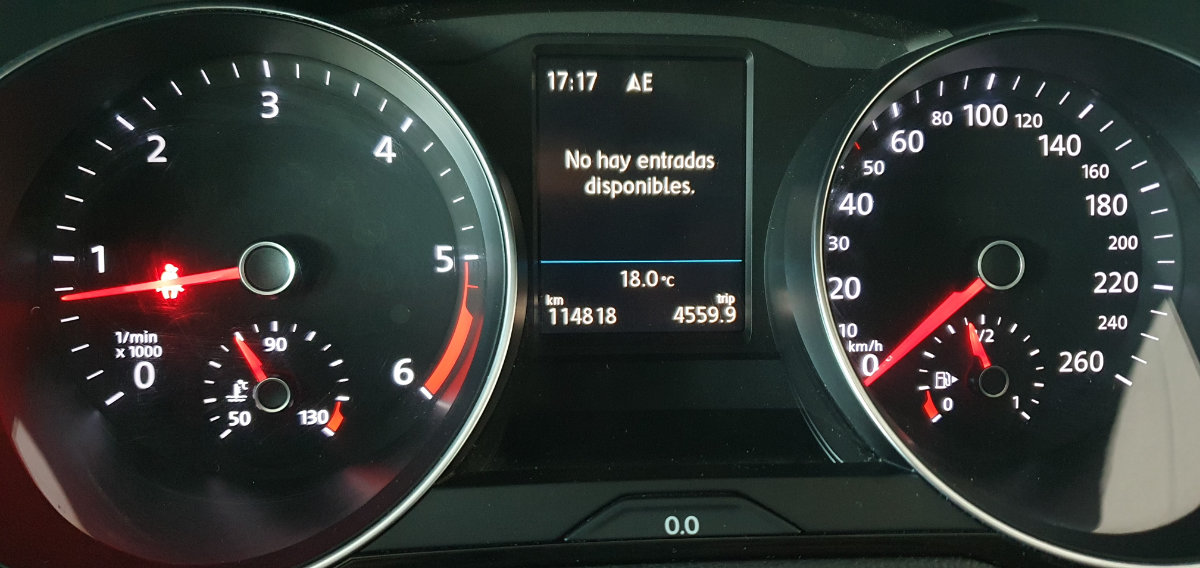 17:17 AE
No hay entradas
disponibles.
18.0 °C
km trip
114818 4559.9
0 1 2 3 4 5 6
1/min
x 1000
50 90 130
°C
0 10 20 30 40 50 60 80 100 120 140 160 180 200 220 240 260
km/h
0 1/2 1
0.0